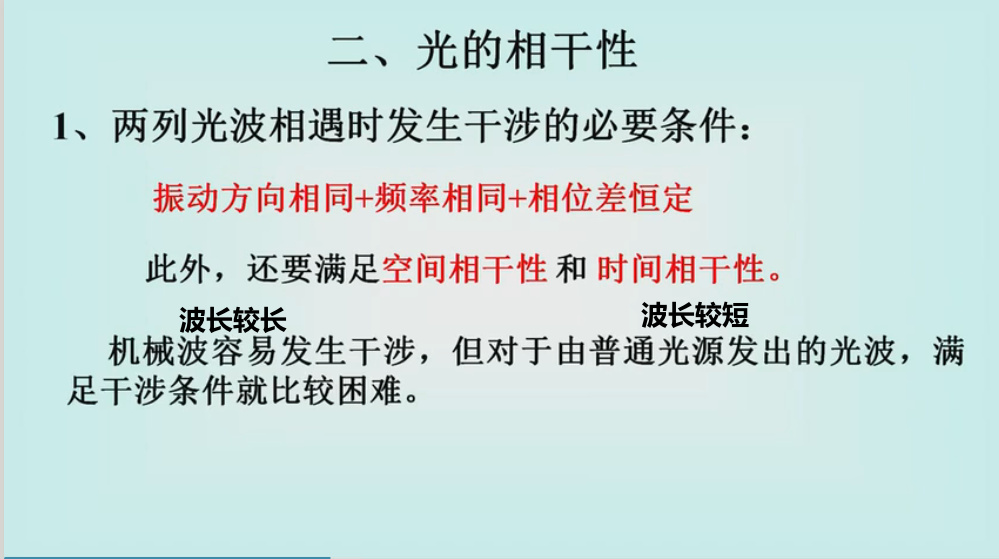 二、光的相干性
1、两列光波相遇时发生干涉的必要条件：
振动方向相同+频率相同+相位差恒定
此外，还要满足空间相干性 和 时间相干性。
波长较长
波长较短
机械波容易发生干涉，但对于由普通光源发出的光波，满
足干涉条件就比较困难。